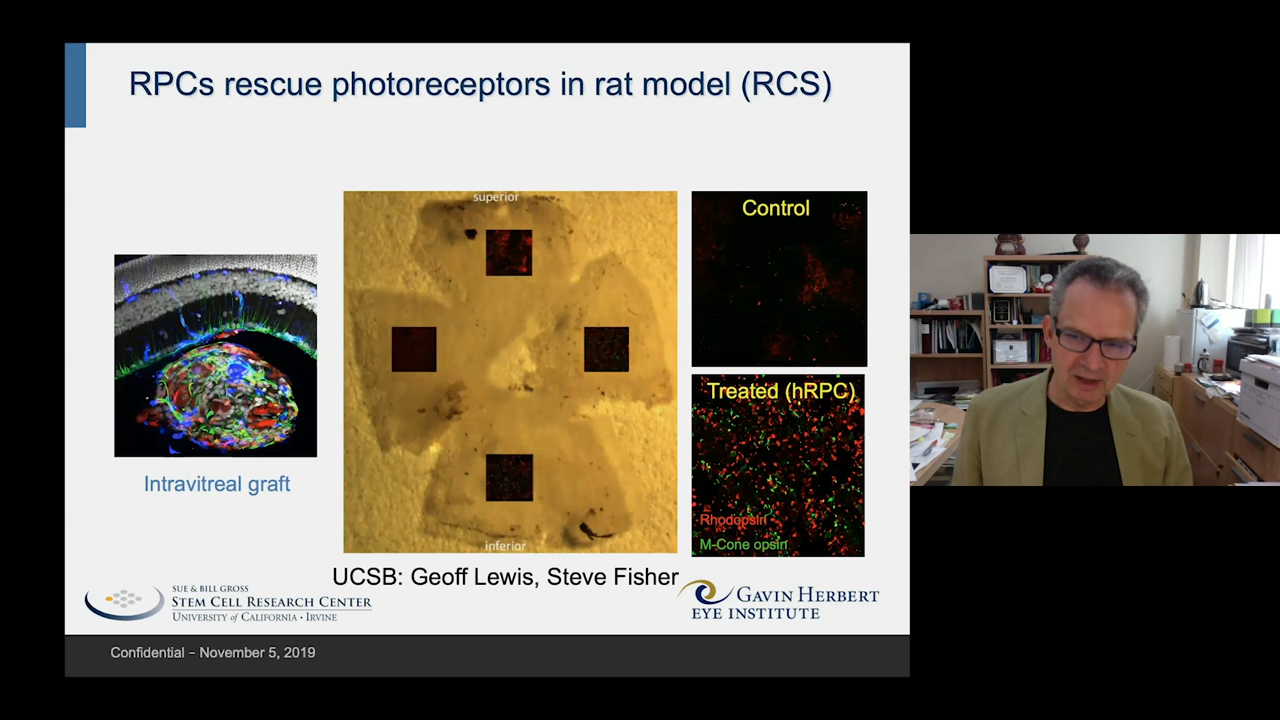 RPCs rescue photoreceptors in rat model (RCS)
superior
Control
Treated (hRPC)
Rhodopsin
M-Cone opsin
Intravitreal graft
inferior
UCSB: Geoff Lewis, Steve Fisher
SUE & BILL GROSS
STEM CELL RESEARCH CENTER
UNIVERSITY of CALIFORNIA • IRVINE
GAVIN HERBERT
EYE INSTITUTE
Confidential – November 5, 2019